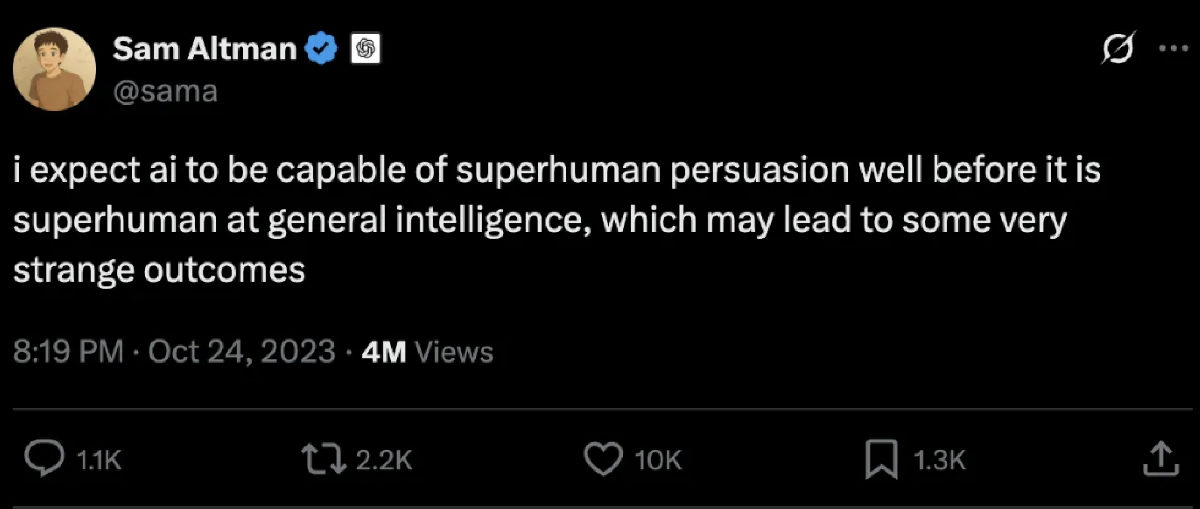 Sam Altman
@sama
i expect ai to be capable of superhuman persuasion well before it is
superhuman at general intelligence, which may lead to some very
strange outcomes
8:19 PM · Oct 24, 2023 · 4M Views
1.1K 2.2K 10K 1.3K